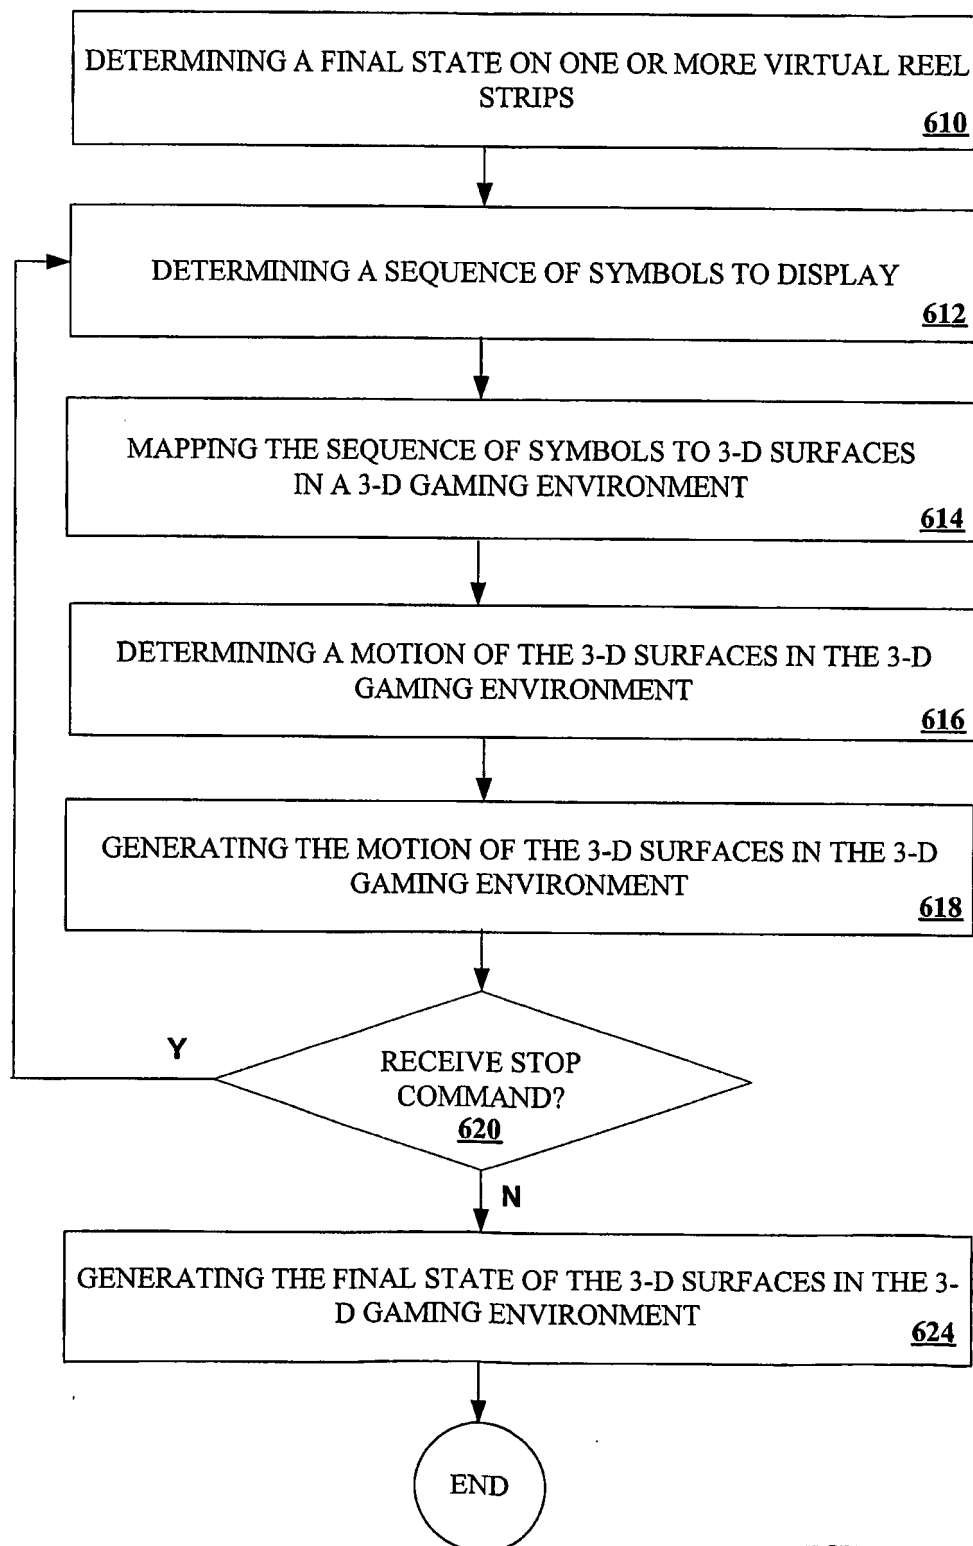 DETERMINING A FINAL STATE ON ONE OR MORE VIRTUAL REEL
STRIPS
610
DETERMINING A SEQUENCE OF SYMBOLS TO DISPLAY
612
MAPPING THE SEQUENCE OF SYMBOLS TO 3-D SURFACES
IN A 3-D GAMING ENVIRONMENT
614
DETERMINING A MOTION OF THE 3-D SURFACES IN THE 3-D
GAMING ENVIRONMENT
616
GENERATING THE MOTION OF THE 3-D SURFACES IN THE 3-D
GAMING ENVIRONMENT
618
Y
RECEIVE STOP
COMMAND?
620
N
GENERATING THE FINAL STATE OF THE 3-D SURFACES IN THE 3-
D GAMING ENVIRONMENT
624
END